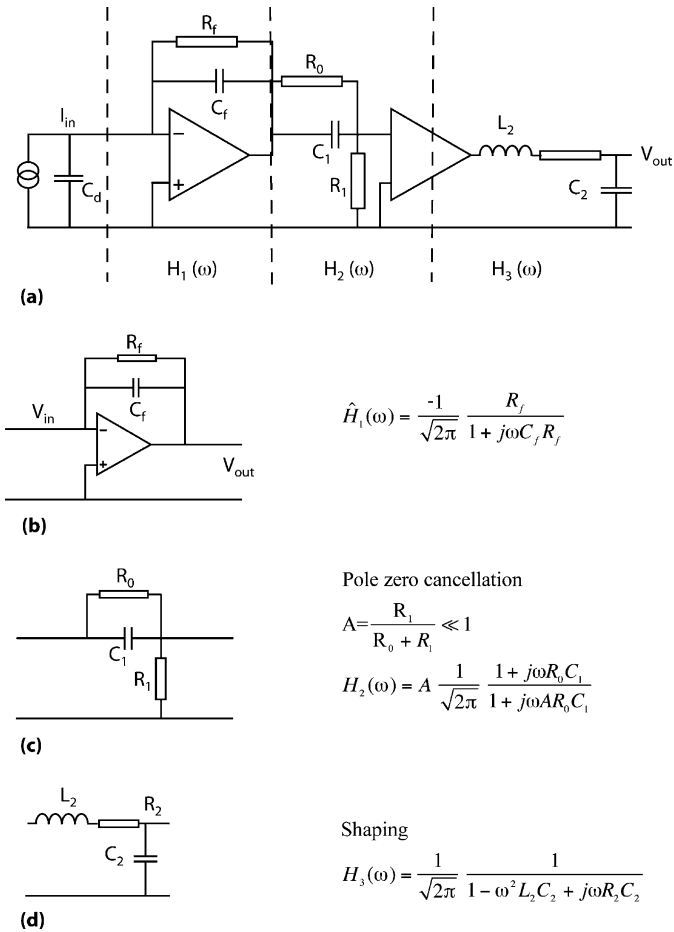 R_f
C_f
R_0
I_in
C_d
−
+
C_1
R_1
L_2
V_out
C_2
H_1 (ω)
H_2 (ω)
H_3 (ω)
(a)
R_f
C_f
V_in
−
+
V_out
Ĥ_1(ω) = -1/√2π R_f/(1 + jωC_f R_f)
(b)
R_0
C_1
R_1
Pole zero cancellation
A = R_1/(R_0 + R_1) ≪ 1
H_2(ω) = A 1/√2π (1 + jωR_0C_1)/(1 + jωAR_0C_1)
(c)
L_2
R_2
C_2
Shaping
H_3(ω) = 1/√2π 1/(1 − ω²L_2C_2 + jωR_2C_2)
(d)